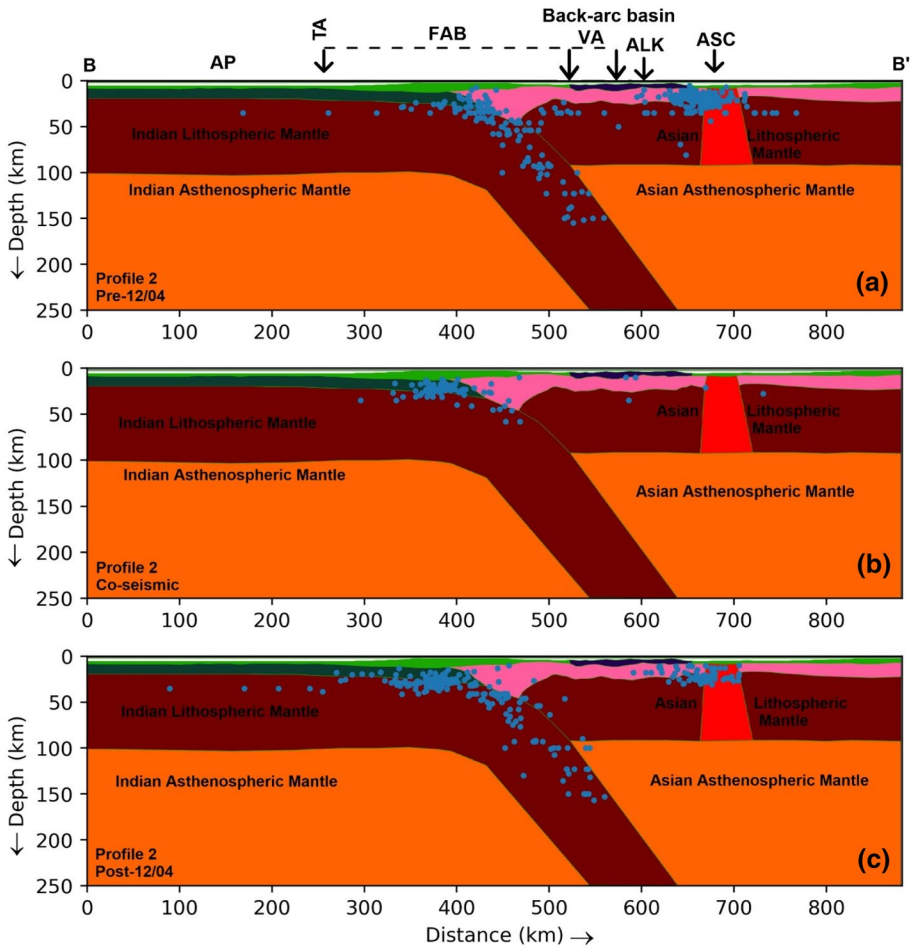 Back-arc basin
TA
FAB
VA
ALK
ASC
B
AP
B'
0
50
100
150
200
250
← Depth (km)
Indian Lithospheric Mantle
Asian
Lithospheric
Mantle
Indian Asthenospheric Mantle
Asian Asthenospheric Mantle
Profile 2
Pre-12/04
(a)
0 100 200 300 400 500 600 700 800
0
50
100
150
200
250
← Depth (km)
Indian Lithospheric Mantle
Asian
Lithospheric
Mantle
Indian Asthenospheric Mantle
Asian Asthenospheric Mantle
Profile 2
Co-seismic
(b)
0 100 200 300 400 500 600 700 800
0
50
100
150
200
250
← Depth (km)
Indian Lithospheric Mantle
Asian
Lithospheric
Mantle
Indian Asthenospheric Mantle
Asian Asthenospheric Mantle
Profile 2
Post-12/04
(c)
0 100 200 300 400 500 600 700 800
Distance (km) →